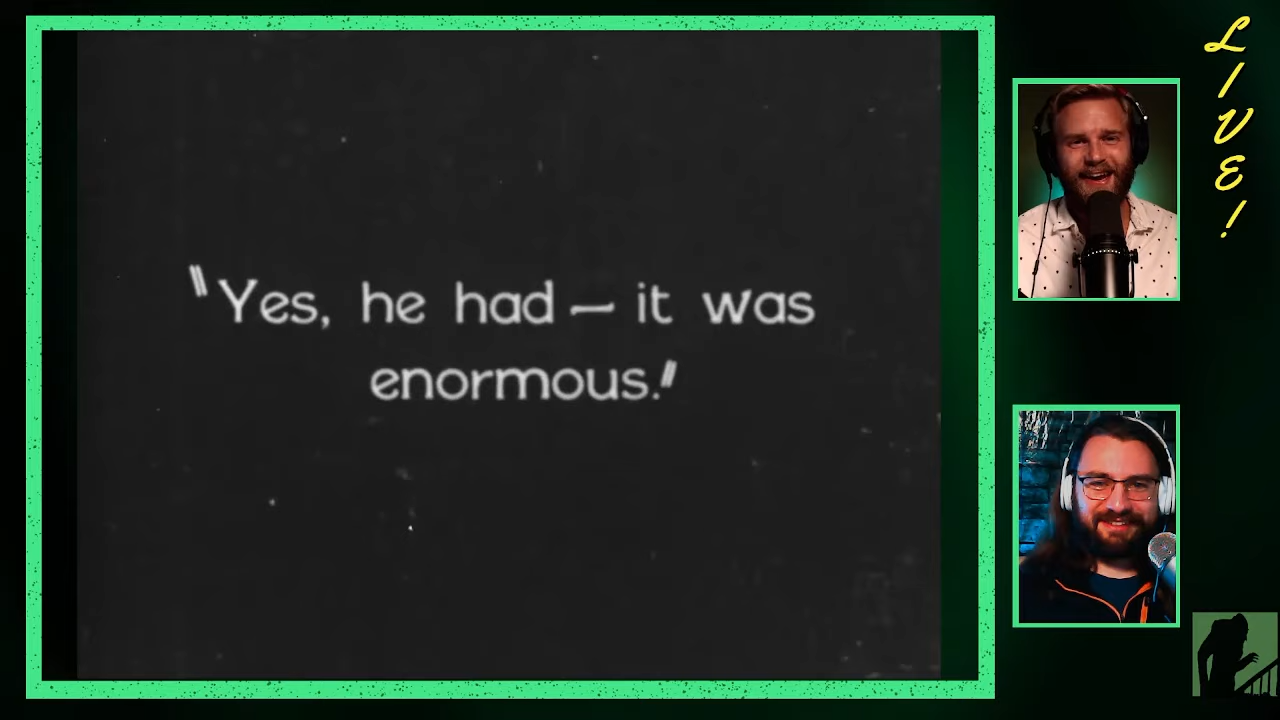 "Yes, he had — it was
enormous."
LIVE!